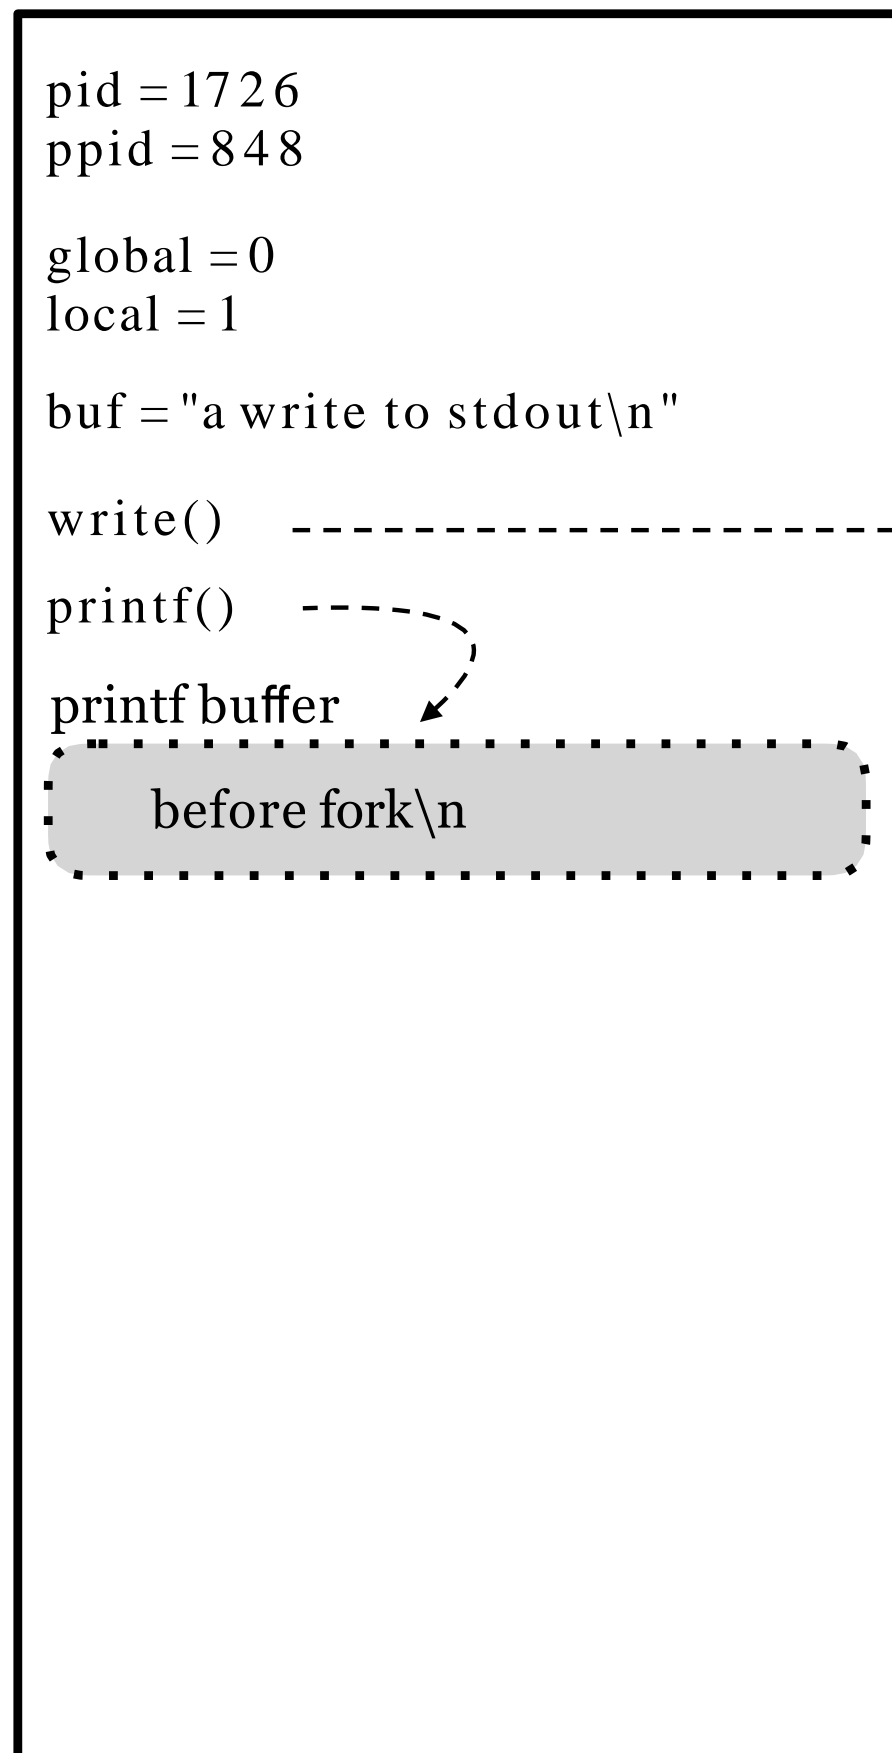 pid = 1726
ppid = 848
global = 0
local = 1
buf = "a write to stdout\n"
write()
printf()
printf buffer
before fork\n